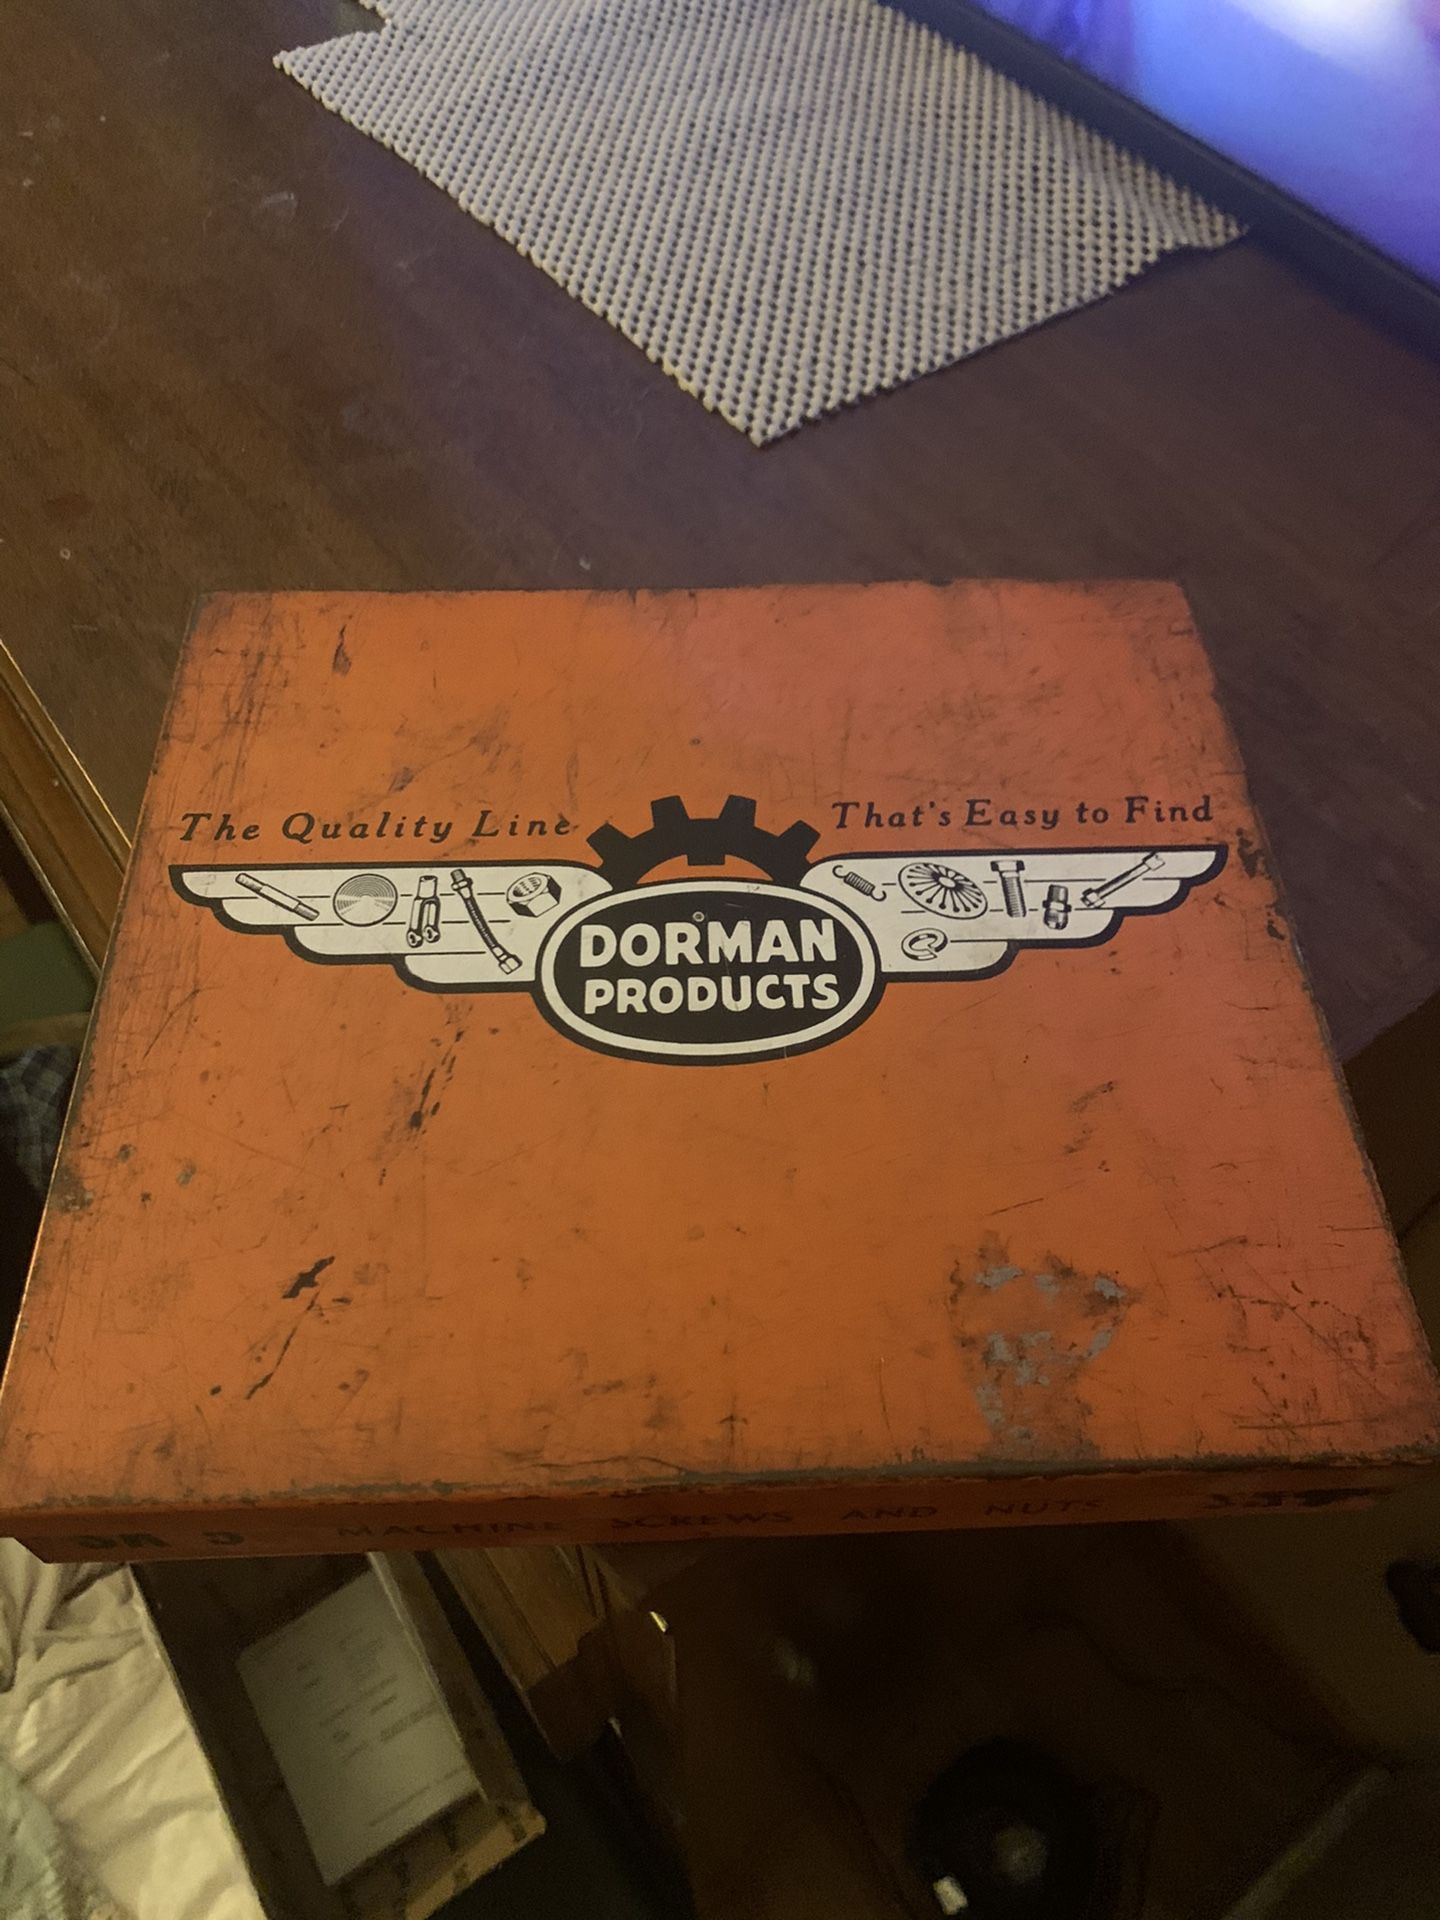 The Quality Line
That's Easy to Find
DORMAN
PRODUCTS
MACHINE SCREWS AND NUTS